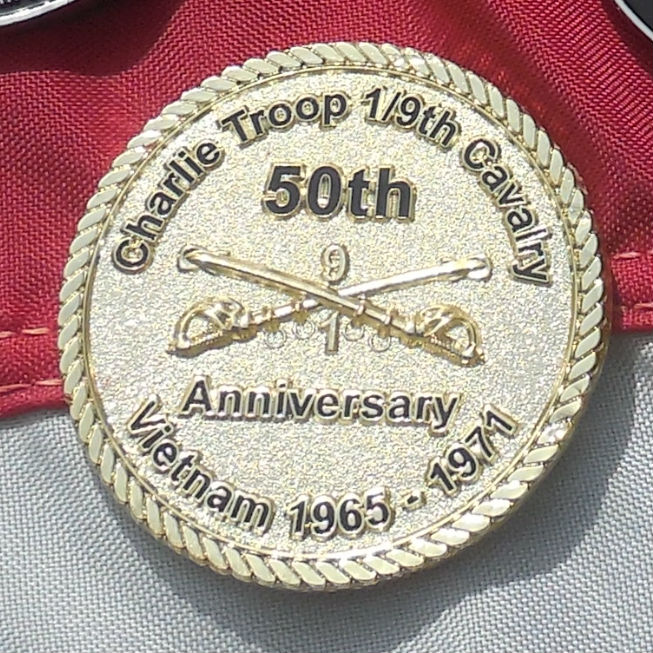 Charlie Troop 1/9th Cavalry
50th
9
1
Anniversary
Vietnam 1965 - 1971